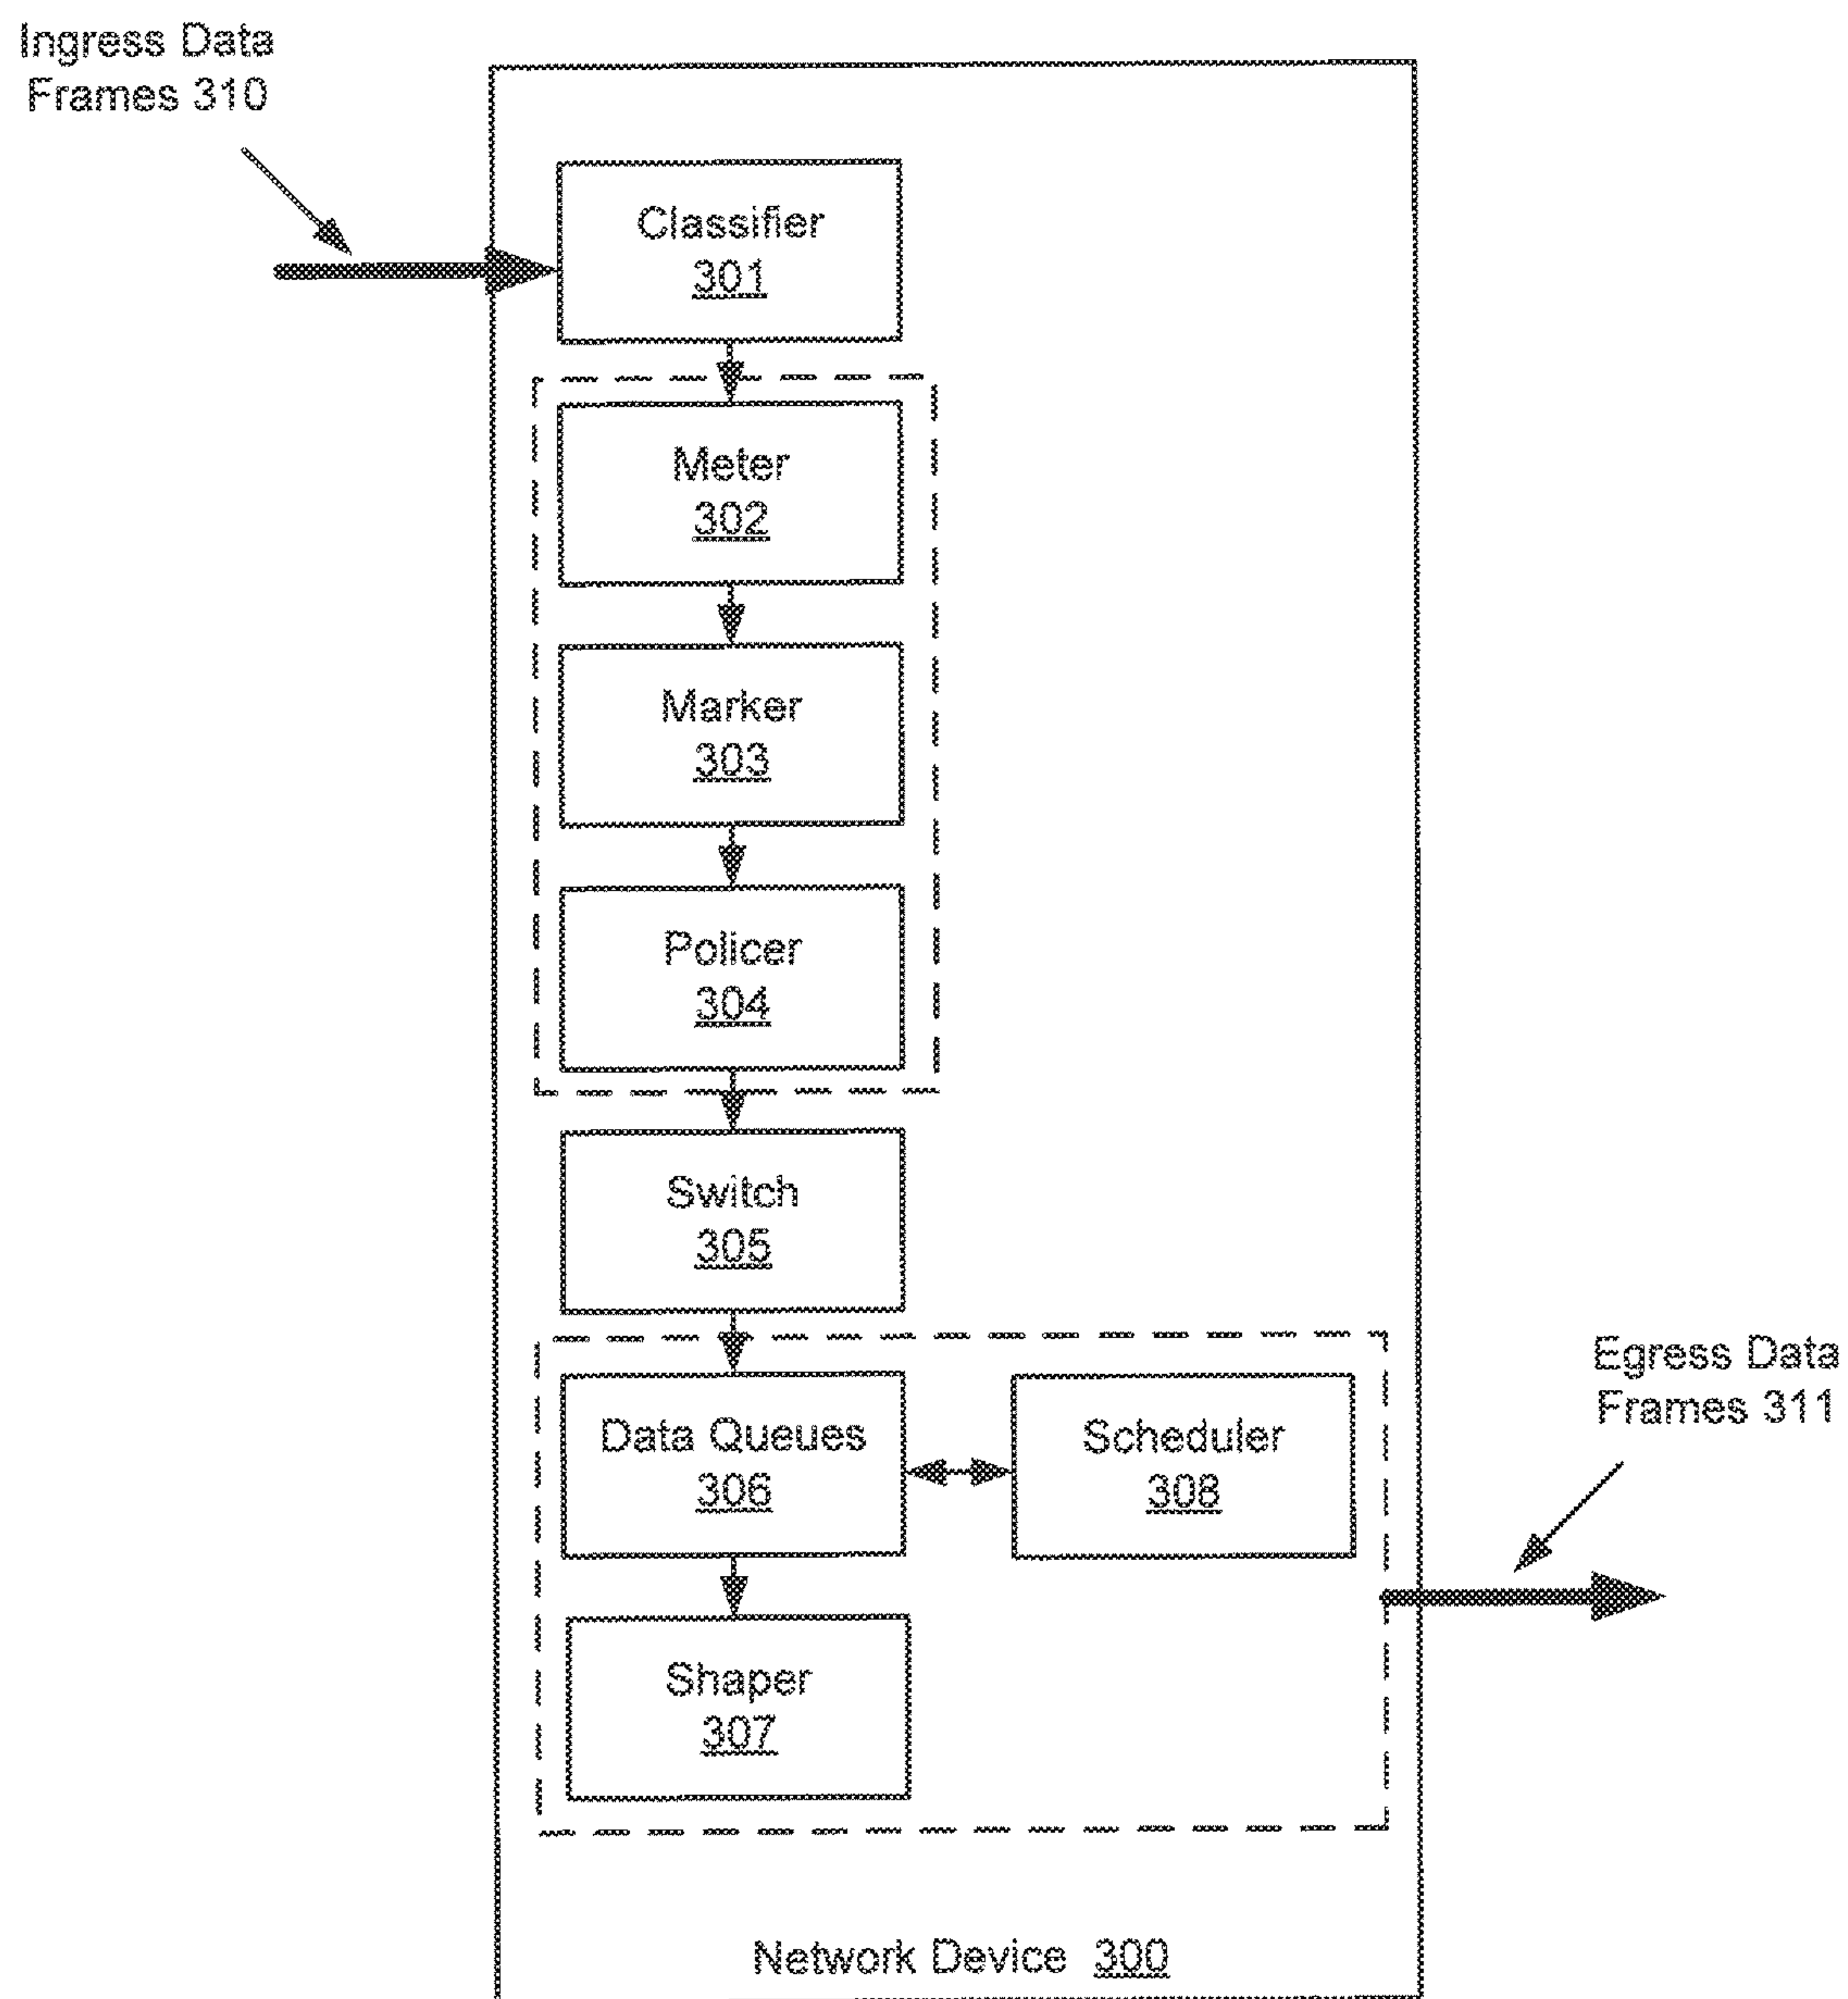 Ingress Data
Frames 310
Classifier
301
Meter
302
Marker
303
Policer
304
Switch
305
Data Queues
306
Scheduler
308
Egress Data
Frames 311
Shaper
307
Network Device 300